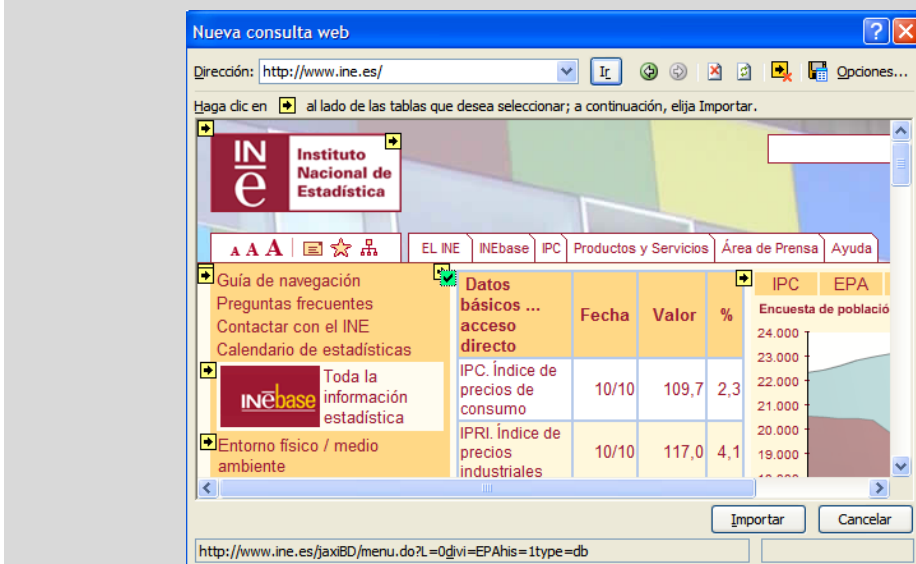 Nueva consulta web
Dirección: http://www.ine.es/ Ir Opciones...
Haga clic en al lado de las tablas que desea seleccionar; a continuación, elija Importar.
INe
Instituto
Nacional de
Estadística
A A A
EL INE INEbase IPC Productos y Servicios Área de Prensa Ayuda
Guía de navegación
Preguntas frecuentes
Contactar con el INE
Calendario de estadísticas
INēbase
Toda la
información
estadística
Entorno físico / medio
ambiente
Datos
básicos ...
acceso
directo
Fecha Valor %
IPC. Índice de
precios de
consumo
10/10 109,7 2,3
IPRI. Índice de
precios
industriales
10/10 117,0 4,1
IPC EPA
Encuesta de població
24.000
23.000
22.000
21.000
20.000
19.000
Importar Cancelar
http://www.ine.es/jaxiBD/menu.do?L=0divi=EPAhis=1type=db